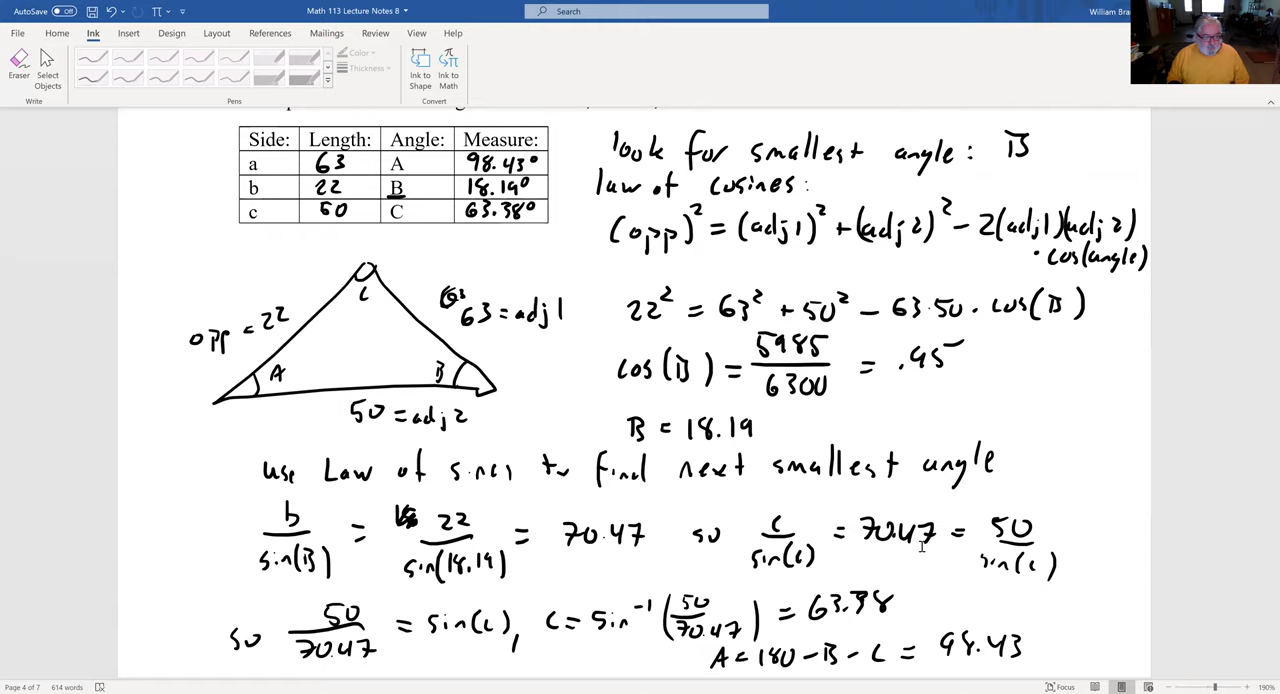 AutoSave Off Math 113 Lecture Notes 8 Search William Bra
File Home Ink Insert Design Layout References Mailings Review View Help
Eraser Select Objects Color Thickness Ink to Shape Ink to Math
Write Pens Convert
Side: Length: Angle: Measure:
a 63 A 98.43°
b 22 B 18.19°
c 50 C 63.38°
look for smallest angle: B
law of cosines:
(opp)² = (adj1)² + (adj2)² - 2(adj1)(adj2)
· cos(angle)
22² = 63² + 50² - 63.50 · cos(B)
cos(B) = 5985/6300 = .95
B = 18.19
C
opp = 22
63 = adj1
A
B
50 = adj2
use Law of sines to find next smallest angle
b/sin(B) = 22/sin(18.19) = 70.47 so c/sin(C) = 70.47 = 50/sin(C)
so 50/70.47 = sin(C), C = sin⁻¹(50/70.47) = 63.38
A = 180 - B - C = 98.43
Page 4 of 7 614 words Focus 190%